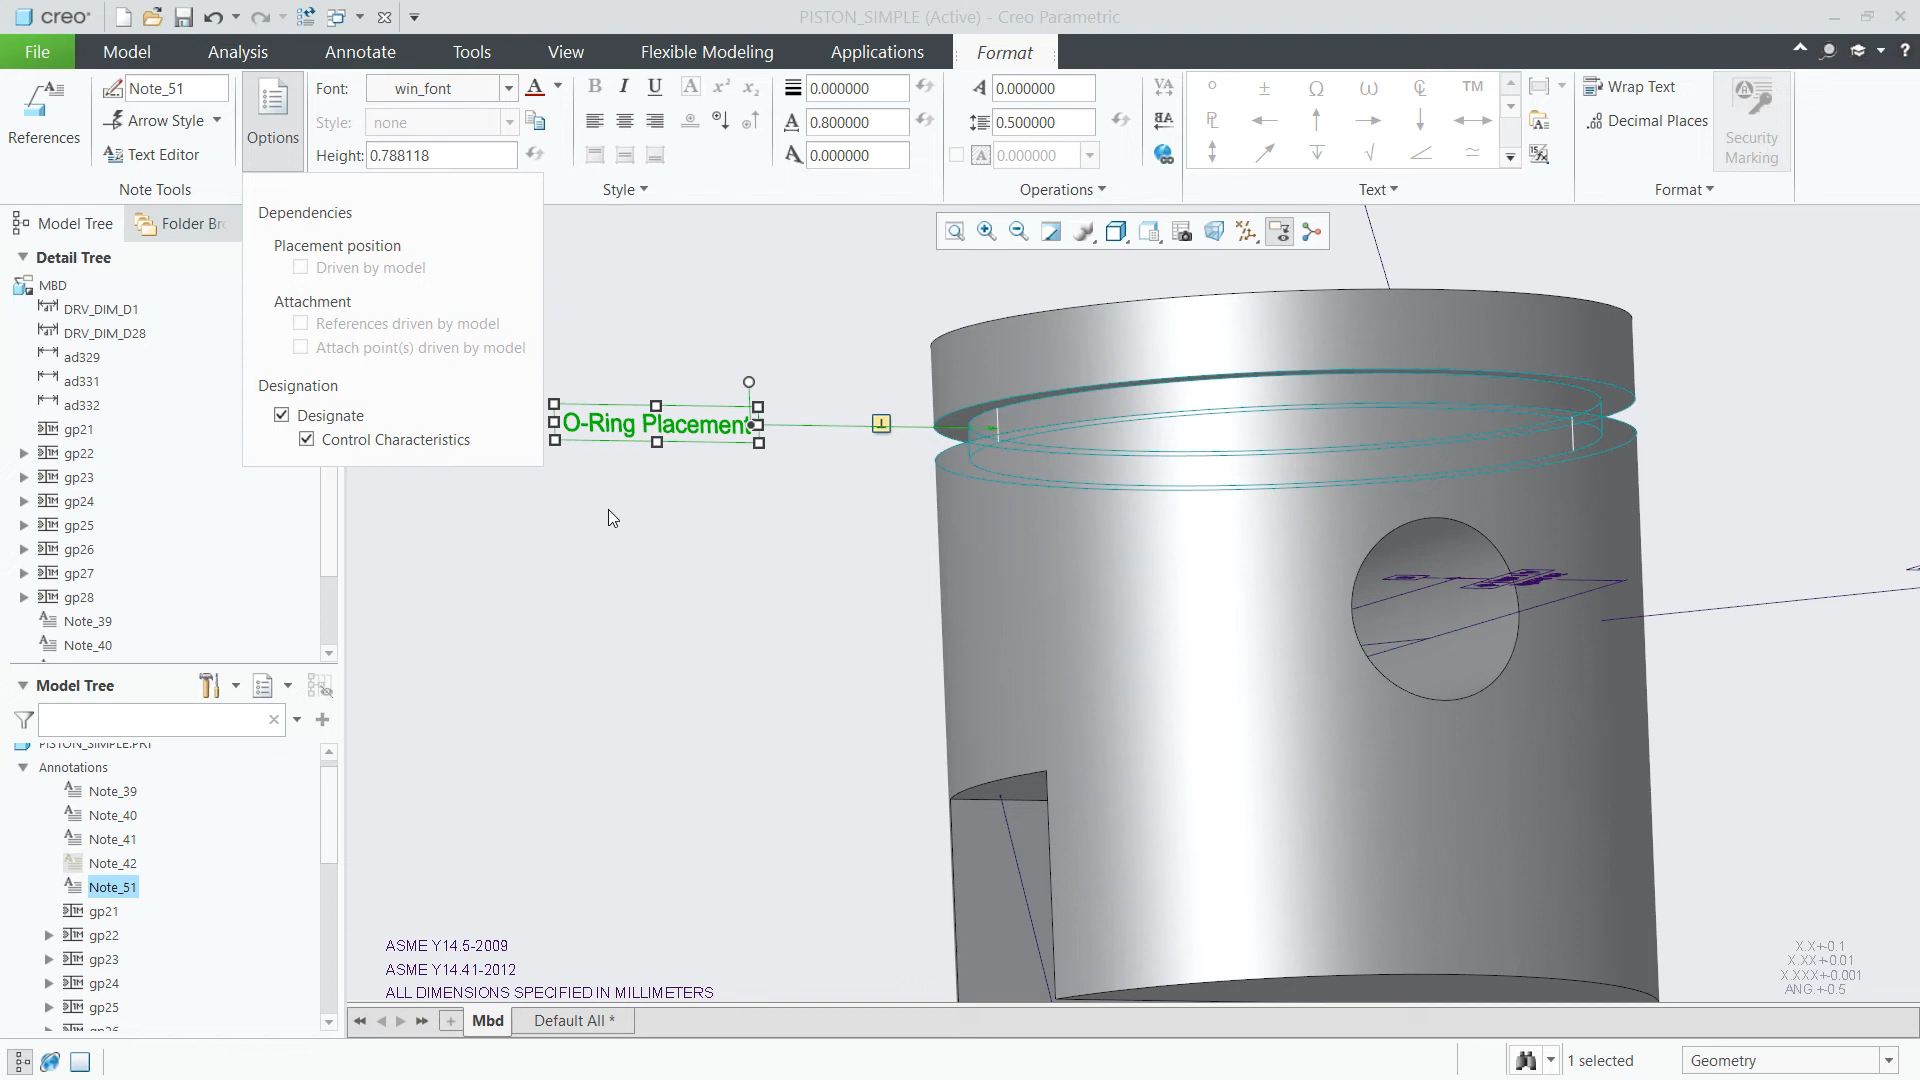 creo
PISTON_SIMPLE (Active) - Creo Parametric
File
Model
Analysis
Annotate
Tools
View
Flexible Modeling
Applications
Format
References
Note_51
Arrow Style
Text Editor
Note Tools
Options
Font:
win_font
Style:
none
Height:
0.788118
B I U A x² x₂
Style
0.000000
0.800000
0.000000
0.000000
0.500000
0.000000
Operations
° ± Ω ω ℄ TM
Text
Wrap Text
Decimal Places
Format
Security
Marking
Dependencies
Placement position
Driven by model
Attachment
References driven by model
Attach point(s) driven by model
Designation
Designate
Control Characteristics
Model Tree
Folder Br
Detail Tree
MBD
DRV_DIM_D1
DRV_DIM_D28
ad329
ad331
ad332
gp21
gp22
gp23
gp24
gp25
gp26
gp27
gp28
Note_39
Note_40
Model Tree
PISTON_SIMPLE.PRT
Annotations
Note_39
Note_40
Note_41
Note_42
Note_51
gp21
gp22
gp23
gp24
gp25
gp26
O-Ring Placement
ASME Y14.5-2009
ASME Y14.41-2012
ALL DIMENSIONS SPECIFIED IN MILLIMETERS
X.X+-0.1
X.XX+-0.01
X.XXX+-0.001
ANG.+-0.5
Mbd
Default All *
1 selected
Geometry